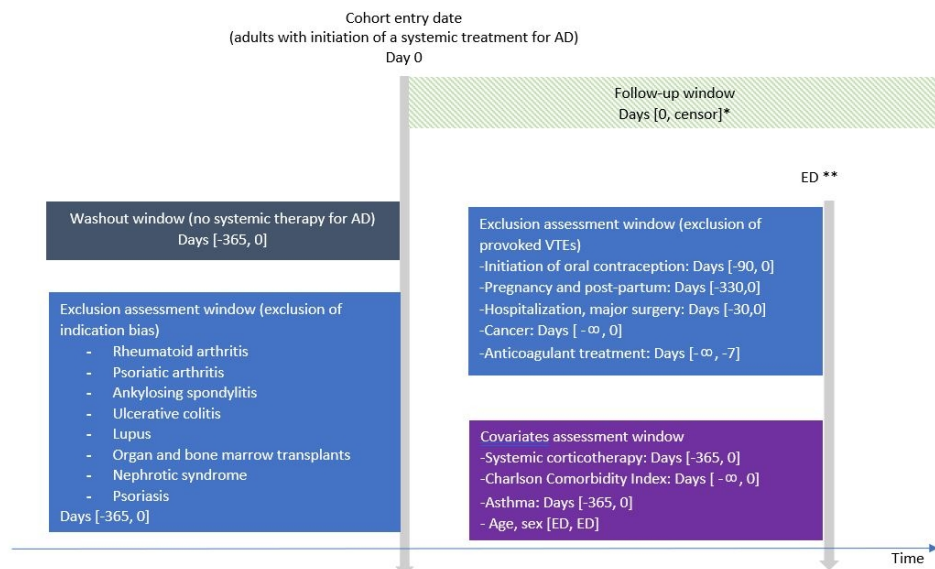 Cohort entry date
(adults with initiation of a systemic treatment for AD)
Day 0
Follow-up window
Days [0, censor]*
ED **
Washout window (no systemic therapy for AD)
Days [-365, 0]
Exclusion assessment window (exclusion of
provoked VTEs)
-Initiation of oral contraception: Days [-90, 0]
-Pregnancy and post-partum: Days [-330,0]
-Hospitalization, major surgery: Days [-30,0]
-Cancer: Days [ -∞, 0]
-Anticoagulant treatment: Days [-∞, -7]
Exclusion assessment window (exclusion of
indication bias)
- Rheumatoid arthritis
- Psoriatic arthritis
- Ankylosing spondylitis
- Ulcerative colitis
- Lupus
- Organ and bone marrow transplants
- Nephrotic syndrome
- Psoriasis
Days [-365, 0]
Covariates assessment window
-Systemic corticotherapy: Days [-365, 0]
-Charlson Comorbidity Index: Days [ -∞, 0]
-Asthma: Days [-365, 0]
- Age, sex [ED, ED]
Time